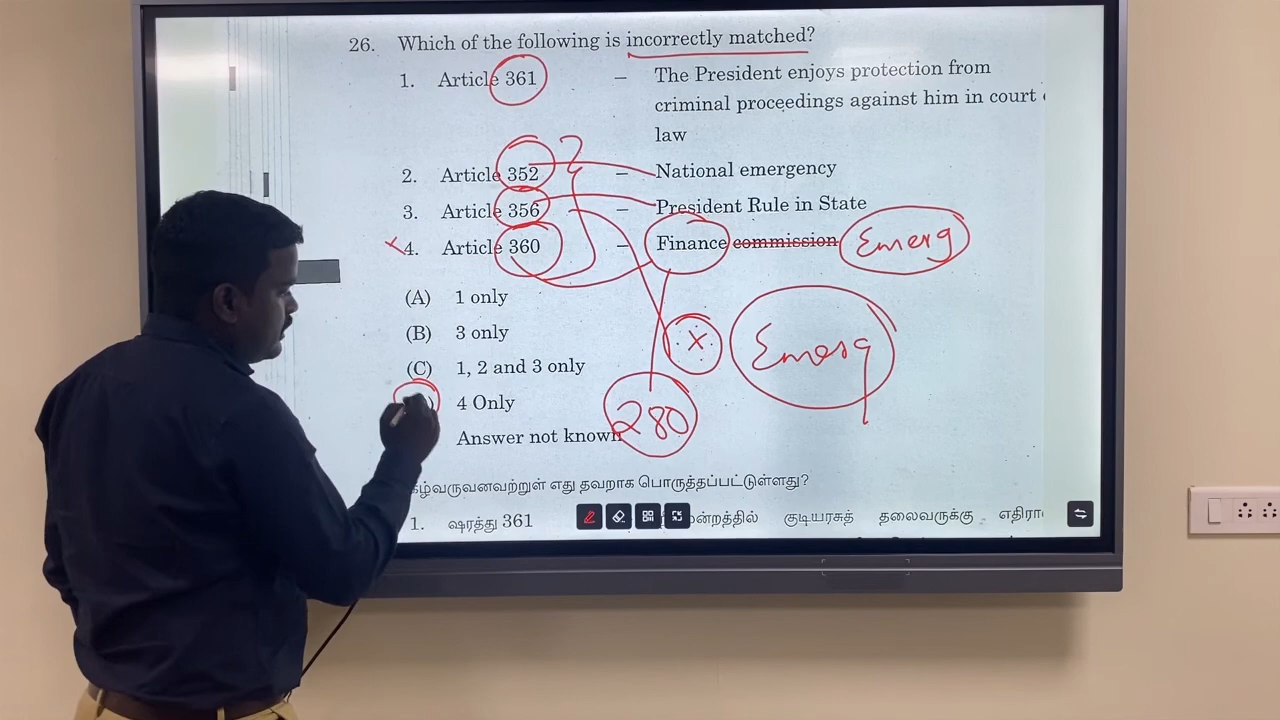 26. Which of the following is incorrectly matched?
1. Article 361 – The President enjoys protection from
criminal proceedings against him in court
law
2. Article 352 – National emergency
3. Article 356 – President Rule in State
4. Article 360 – Finance commission Emerg
(A) 1 only
(B) 3 only
(C) 1, 2 and 3 only
4 Only
Answer not known
?
x
x
Emerg
280
வருவனவற்றுள் எது தவறாக பொருத்தப்பட்டுள்ளது?
1. ஷரத்து 361 குடியரசுத் தலைவருக்கு